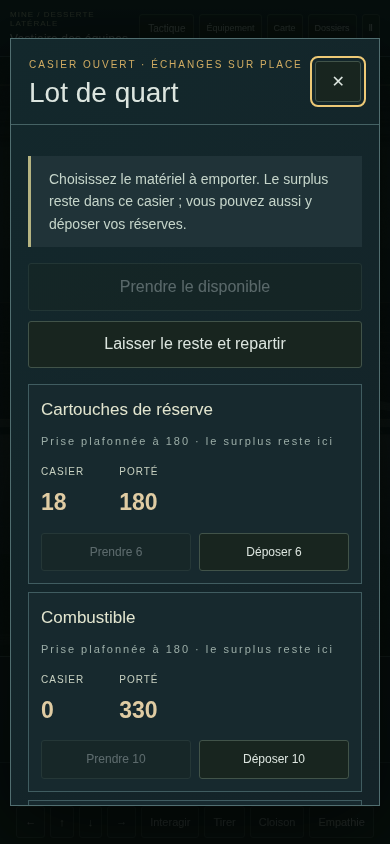 MINE / DESSERTE
LATÉRALE
Tactique
Équipement
Carte
Dossiers
CASIER OUVERT · ÉCHANGES SUR PLACE
Lot de quart
×
Choisissez le matériel à emporter. Le surplus
reste dans ce casier ; vous pouvez aussi y
déposer vos réserves.
Prendre le disponible
Laisser le reste et repartir
Cartouches de réserve
Prise plafonnée à 180 · le surplus reste ici
CASIER PORTÉ
18 180
Prendre 6 Déposer 6
Combustible
Prise plafonnée à 180 · le surplus reste ici
CASIER PORTÉ
0 330
Prendre 10 Déposer 10
← ↑ ↓ → Interagir Tirer Cloison Empathie